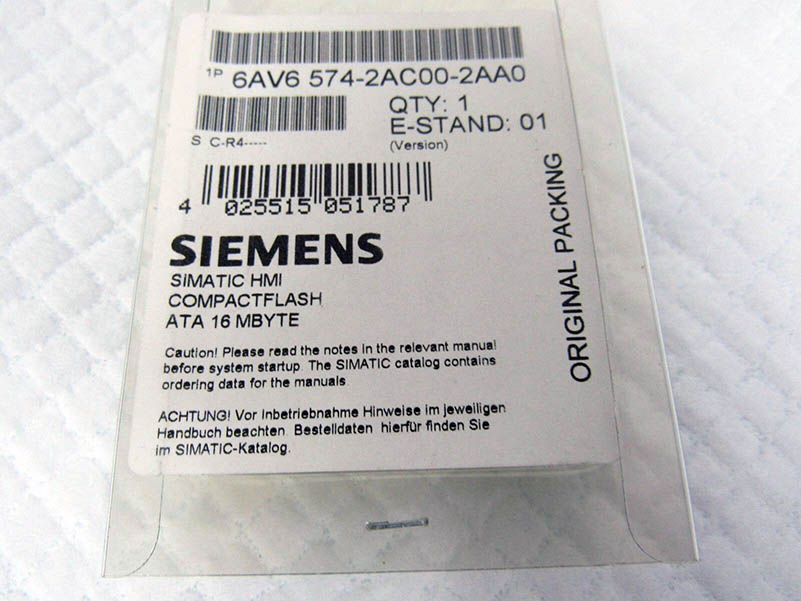 1P 6AV6 574-2AC00-2AA0
QTY: 1
E-STAND: 01
(Version)
S C-R4-----
4 025515 051787
SIEMENS
SIMATIC HMI
COMPACTFLASH
ATA 16 MBYTE
ORIGINAL PACKING
Caution! Please read the notes in the relevant manual
before system startup. The SIMATIC catalog contains
ordering data for the manuals
ACHTUNG! Vor Inbetriebnahme Hinweise im jeweiligen
Handbuch beachten. Bestelldaten hierfür finden Sie
im SIMATIC-Katalog.